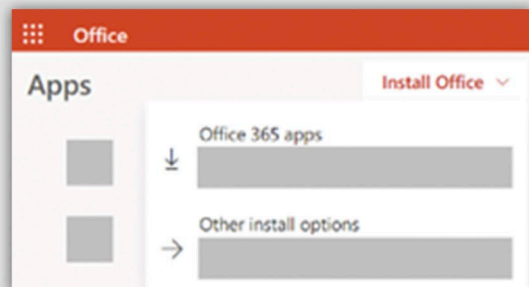 Office
Apps
Install Office
Office 365 apps
Other install options